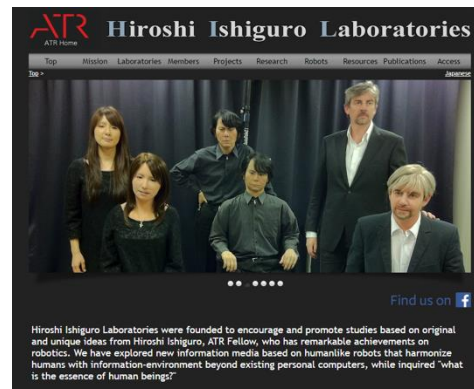 ATR
ATR Home
Hiroshi Ishiguro Laboratories
Top Mission Laboratories Members Projects Research Robots Resources Publications Access
Top >
Japanese
Find us on f
Hiroshi Ishiguro Laboratories were founded to encourage and promote studies based on original
and unique ideas from Hiroshi Ishiguro, ATR Fellow, who has remarkable achievements on
robotics. We have explored new information media based on humanlike robots that harmonize
humans with information-environment beyond existing personal computers, while inquired "what
is the essence of human beings?"